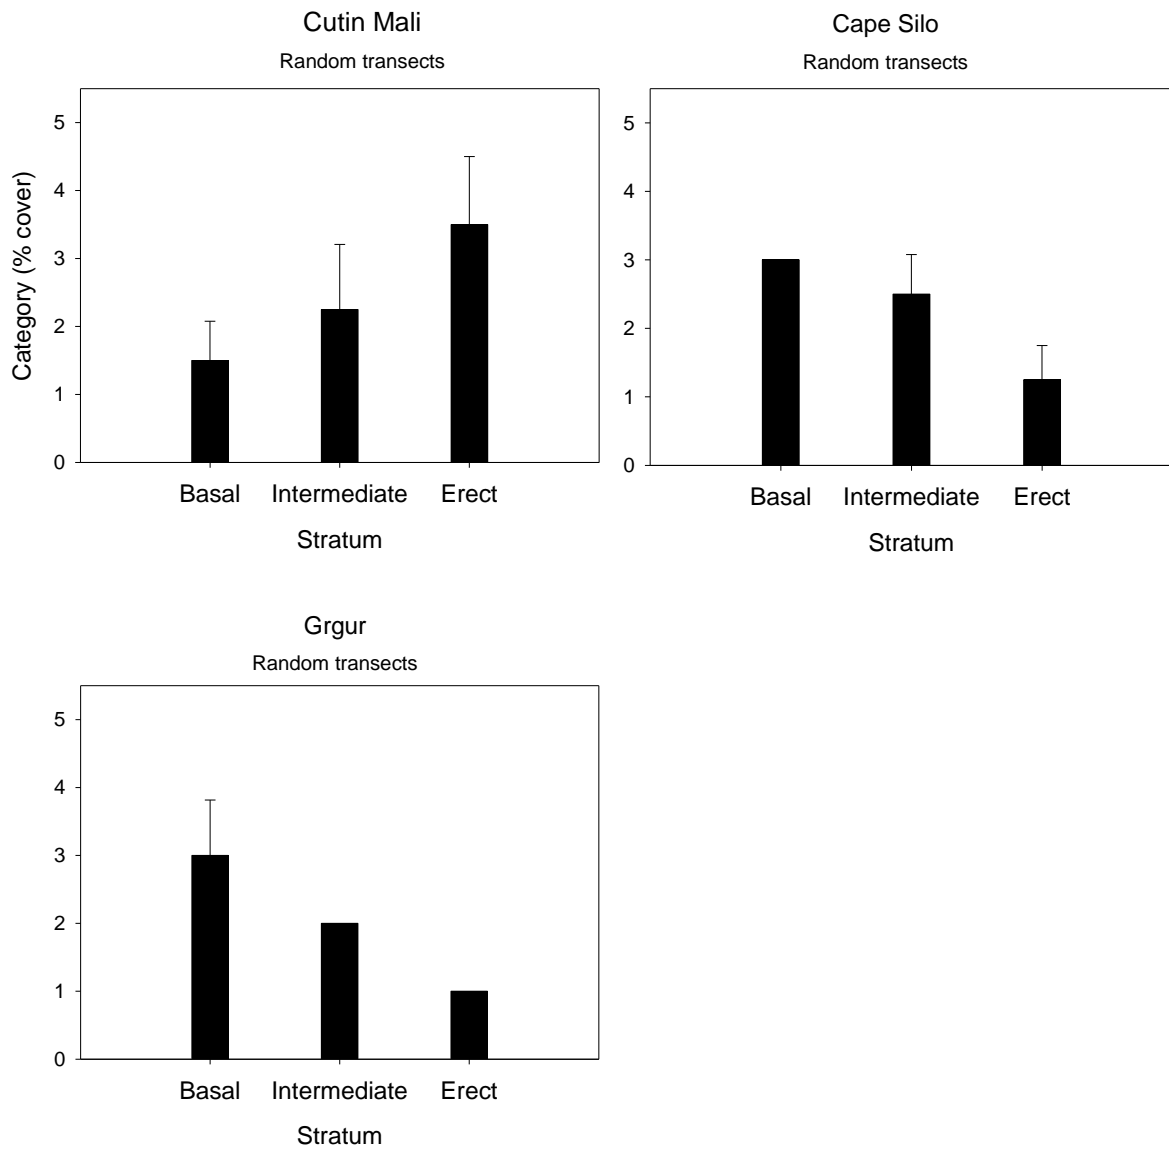 Cutin Mali
Random transects
Category (% cover)
5
4
3
2
1
0
Basal Intermediate Erect
Stratum
Cape Silo
Random transects
5
4
3
2
1
0
Basal Intermediate Erect
Stratum
Grgur
Random transects
5
4
3
2
1
0
Basal Intermediate Erect
Stratum